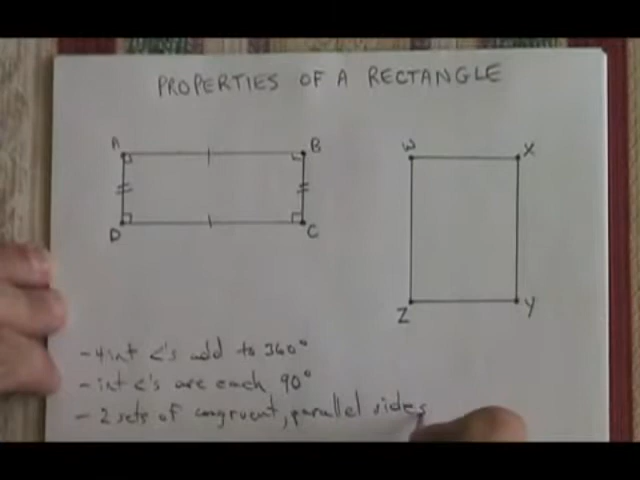 PROPERTIES OF A RECTANGLE
A B
D C
W X
Z Y
- 4 int <'s add to 360°
- int <'s are each 90°
- 2 sets of congruent, parallel sides